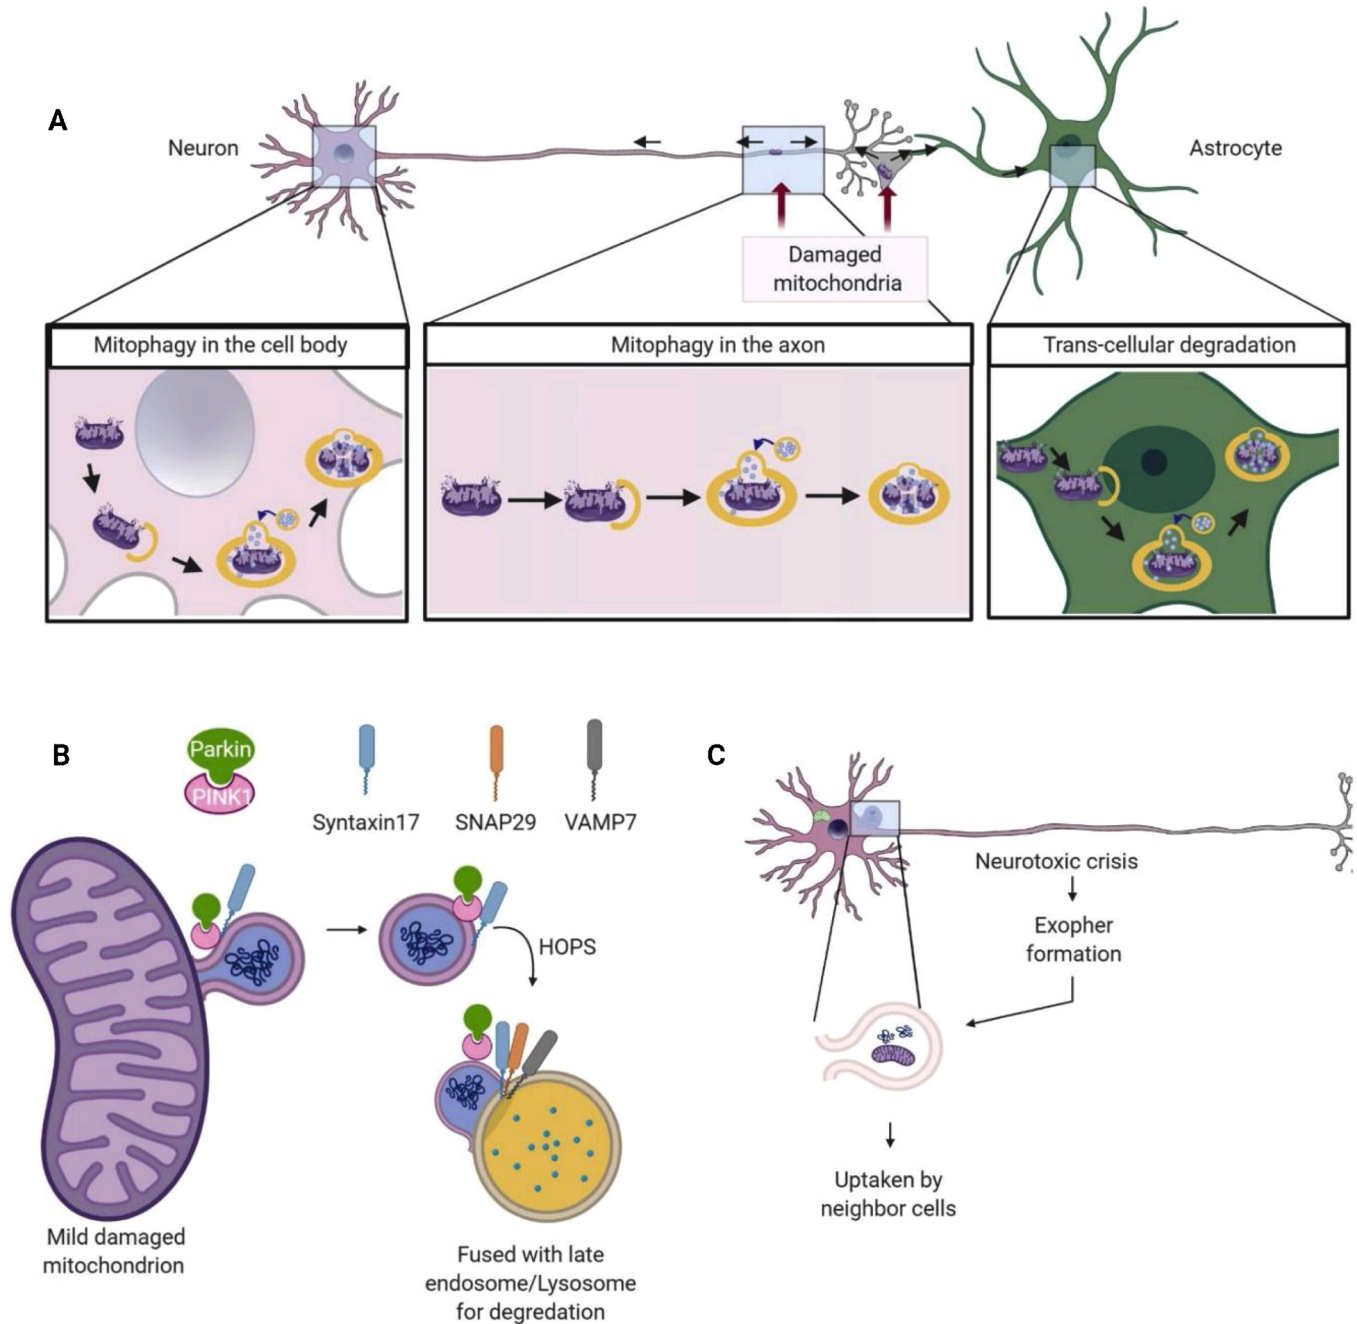 A
Neuron
Astrocyte
Damaged
mitochondria
Mitophagy in the cell body
Mitophagy in the axon
Trans-cellular degradation
B
Parkin
PINK1
Syntaxin17
SNAP29
VAMP7
HOPS
Mild damaged
mitochondrion
Fused with late
endosome/Lysosome
for degredation
C
Neurotoxic crisis
Exopher
formation
Uptaken by
neighbor cells